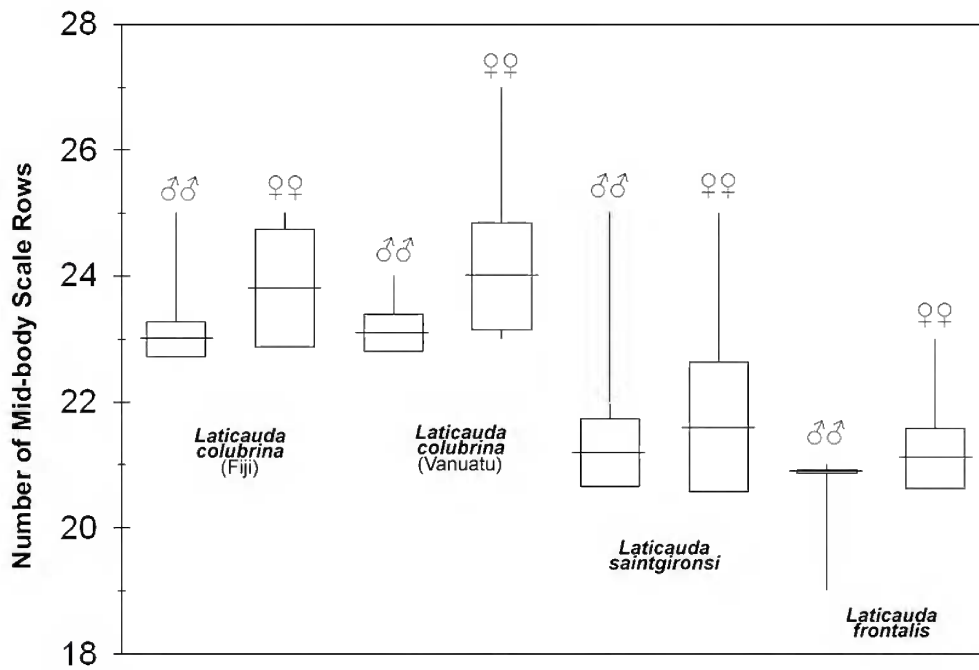 Number of Mid-body Scale Rows
28
26
24
22
20
18
♂♂
♀♀
♂♂
♀♀
♂♂
♀♀
♂♂
♀♀
Laticauda
colubrina
(Fiji)
Laticauda
colubrina
(Vanuatu)
Laticauda
saintgironsi
Laticauda
frontalis